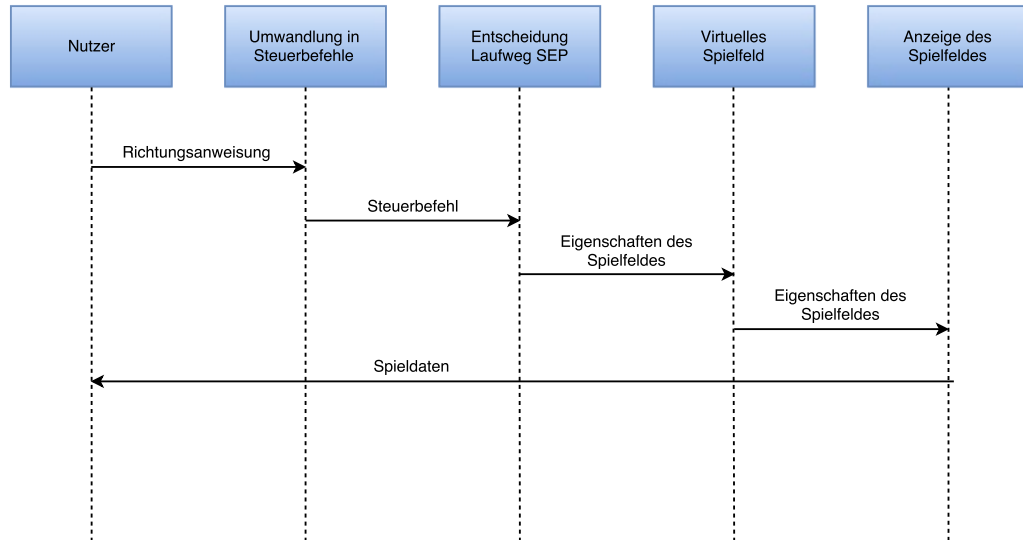 Nutzer
Umwandlung in
Steuerbefehle
Entscheidung
Laufweg SEP
Virtuelles
Spielfeld
Anzeige des
Spielfeldes
Richtungsanweisung
Steuerbefehl
Eigenschaften des
Spielfeldes
Eigenschaften des
Spielfeldes
Spieldaten